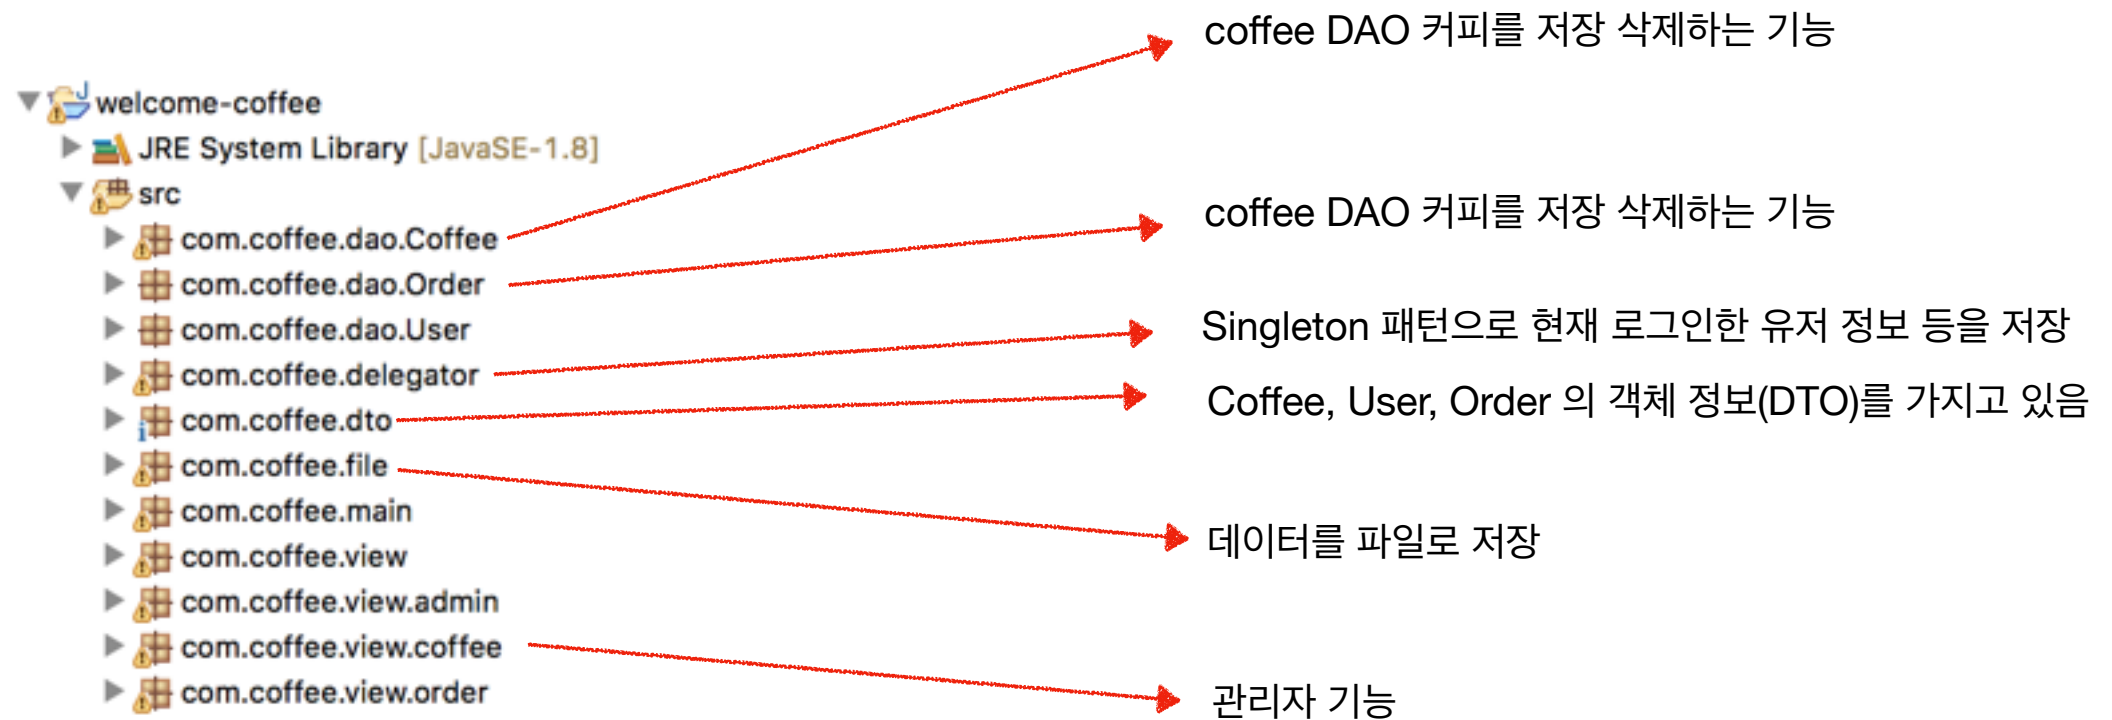 coffee DAO 커피를 저장 삭제하는 기능
welcome-coffee
JRE System Library [JavaSE-1.8]
src
coffee DAO 커피를 저장 삭제하는 기능
com.coffee.dao.Coffee
com.coffee.dao.Order
com.coffee.dao.User
Singleton 패턴으로 현재 로그인한 유저 정보 등을 저장
com.coffee.delegator
Coffee, User, Order 의 객체 정보(DTO)를 가지고 있음
com.coffee.dto
com.coffee.file
com.coffee.main
데이터를 파일로 저장
com.coffee.view
com.coffee.view.admin
com.coffee.view.coffee
com.coffee.view.order
관리자 기능